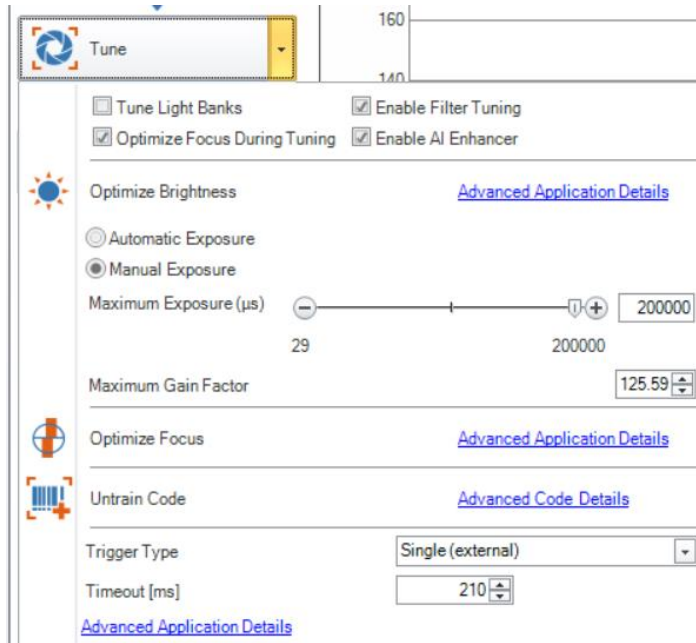 160
Tune
140
Tune Light Banks Enable Filter Tuning
Optimize Focus During Tuning Enable AI Enhancer
Optimize Brightness Advanced Application Details
Automatic Exposure
Manual Exposure
Maximum Exposure (µs) 200000
29 200000
Maximum Gain Factor 125.59
Optimize Focus Advanced Application Details
Untrain Code Advanced Code Details
Trigger Type Single (external)
Timeout [ms] 210
Advanced Application Details